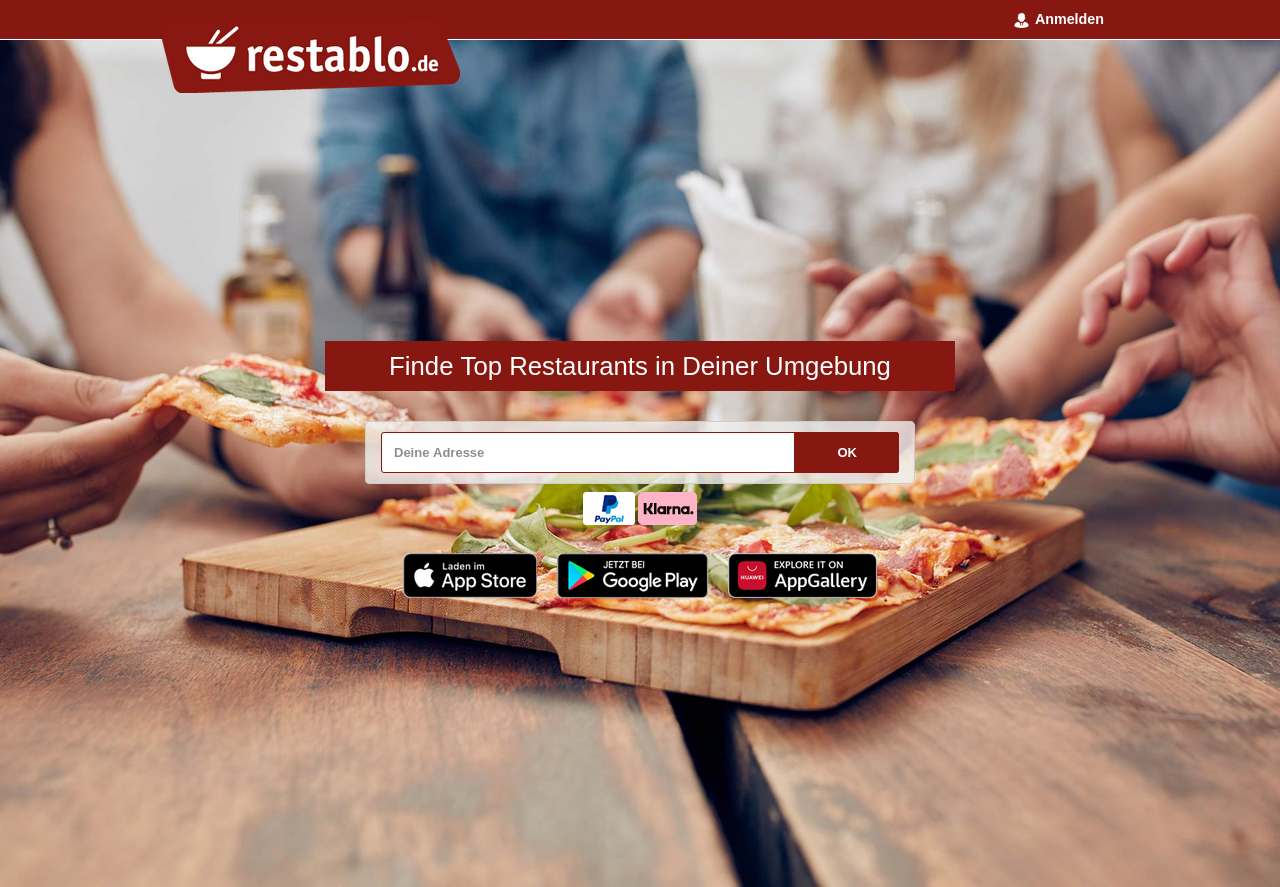 Anmelden
restablo.de
Finde Top Restaurants in Deiner Umgebung
Deine Adresse
OK
PayPal
Klarna.
Laden im
App Store
JETZT BEI
Google Play
HUAWEI
EXPLORE IT ON
AppGallery